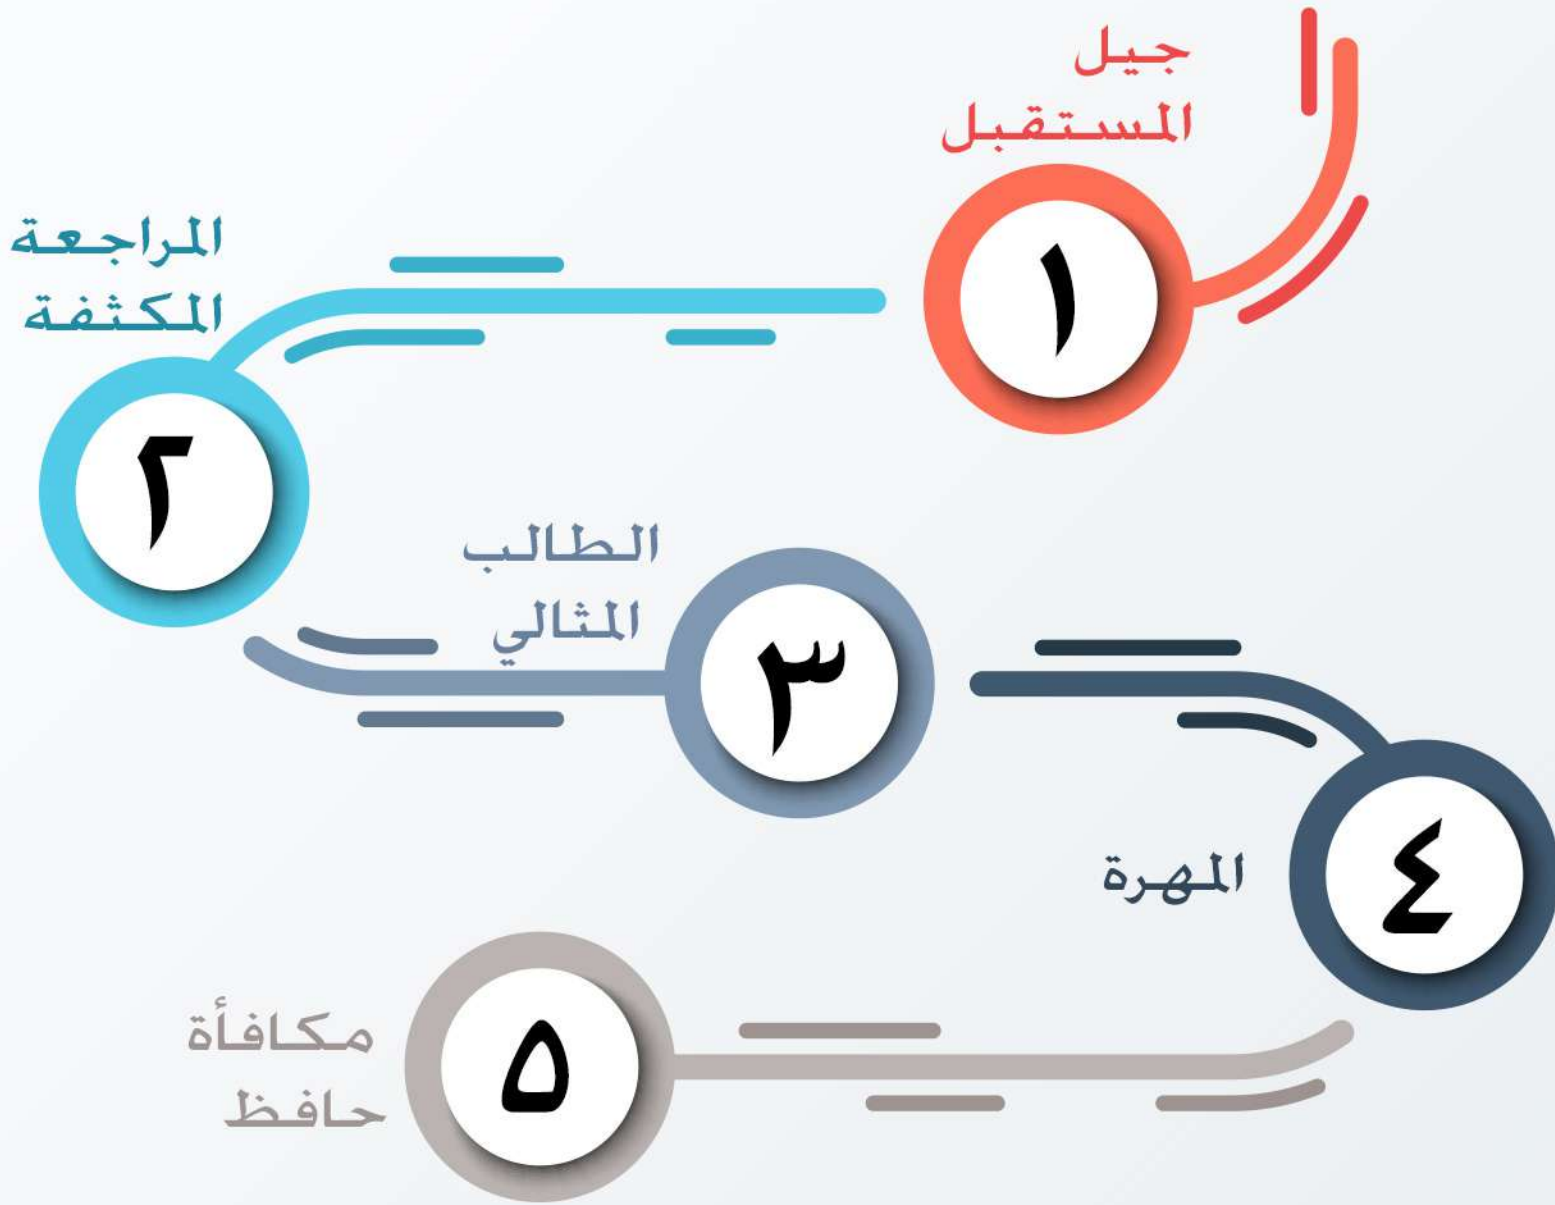 جيل
المستقبل
١
المراجعة
المكثفة
٢
الطالب
المثالي
٣
المهرة
٤
مكافأة
حافظ
٥